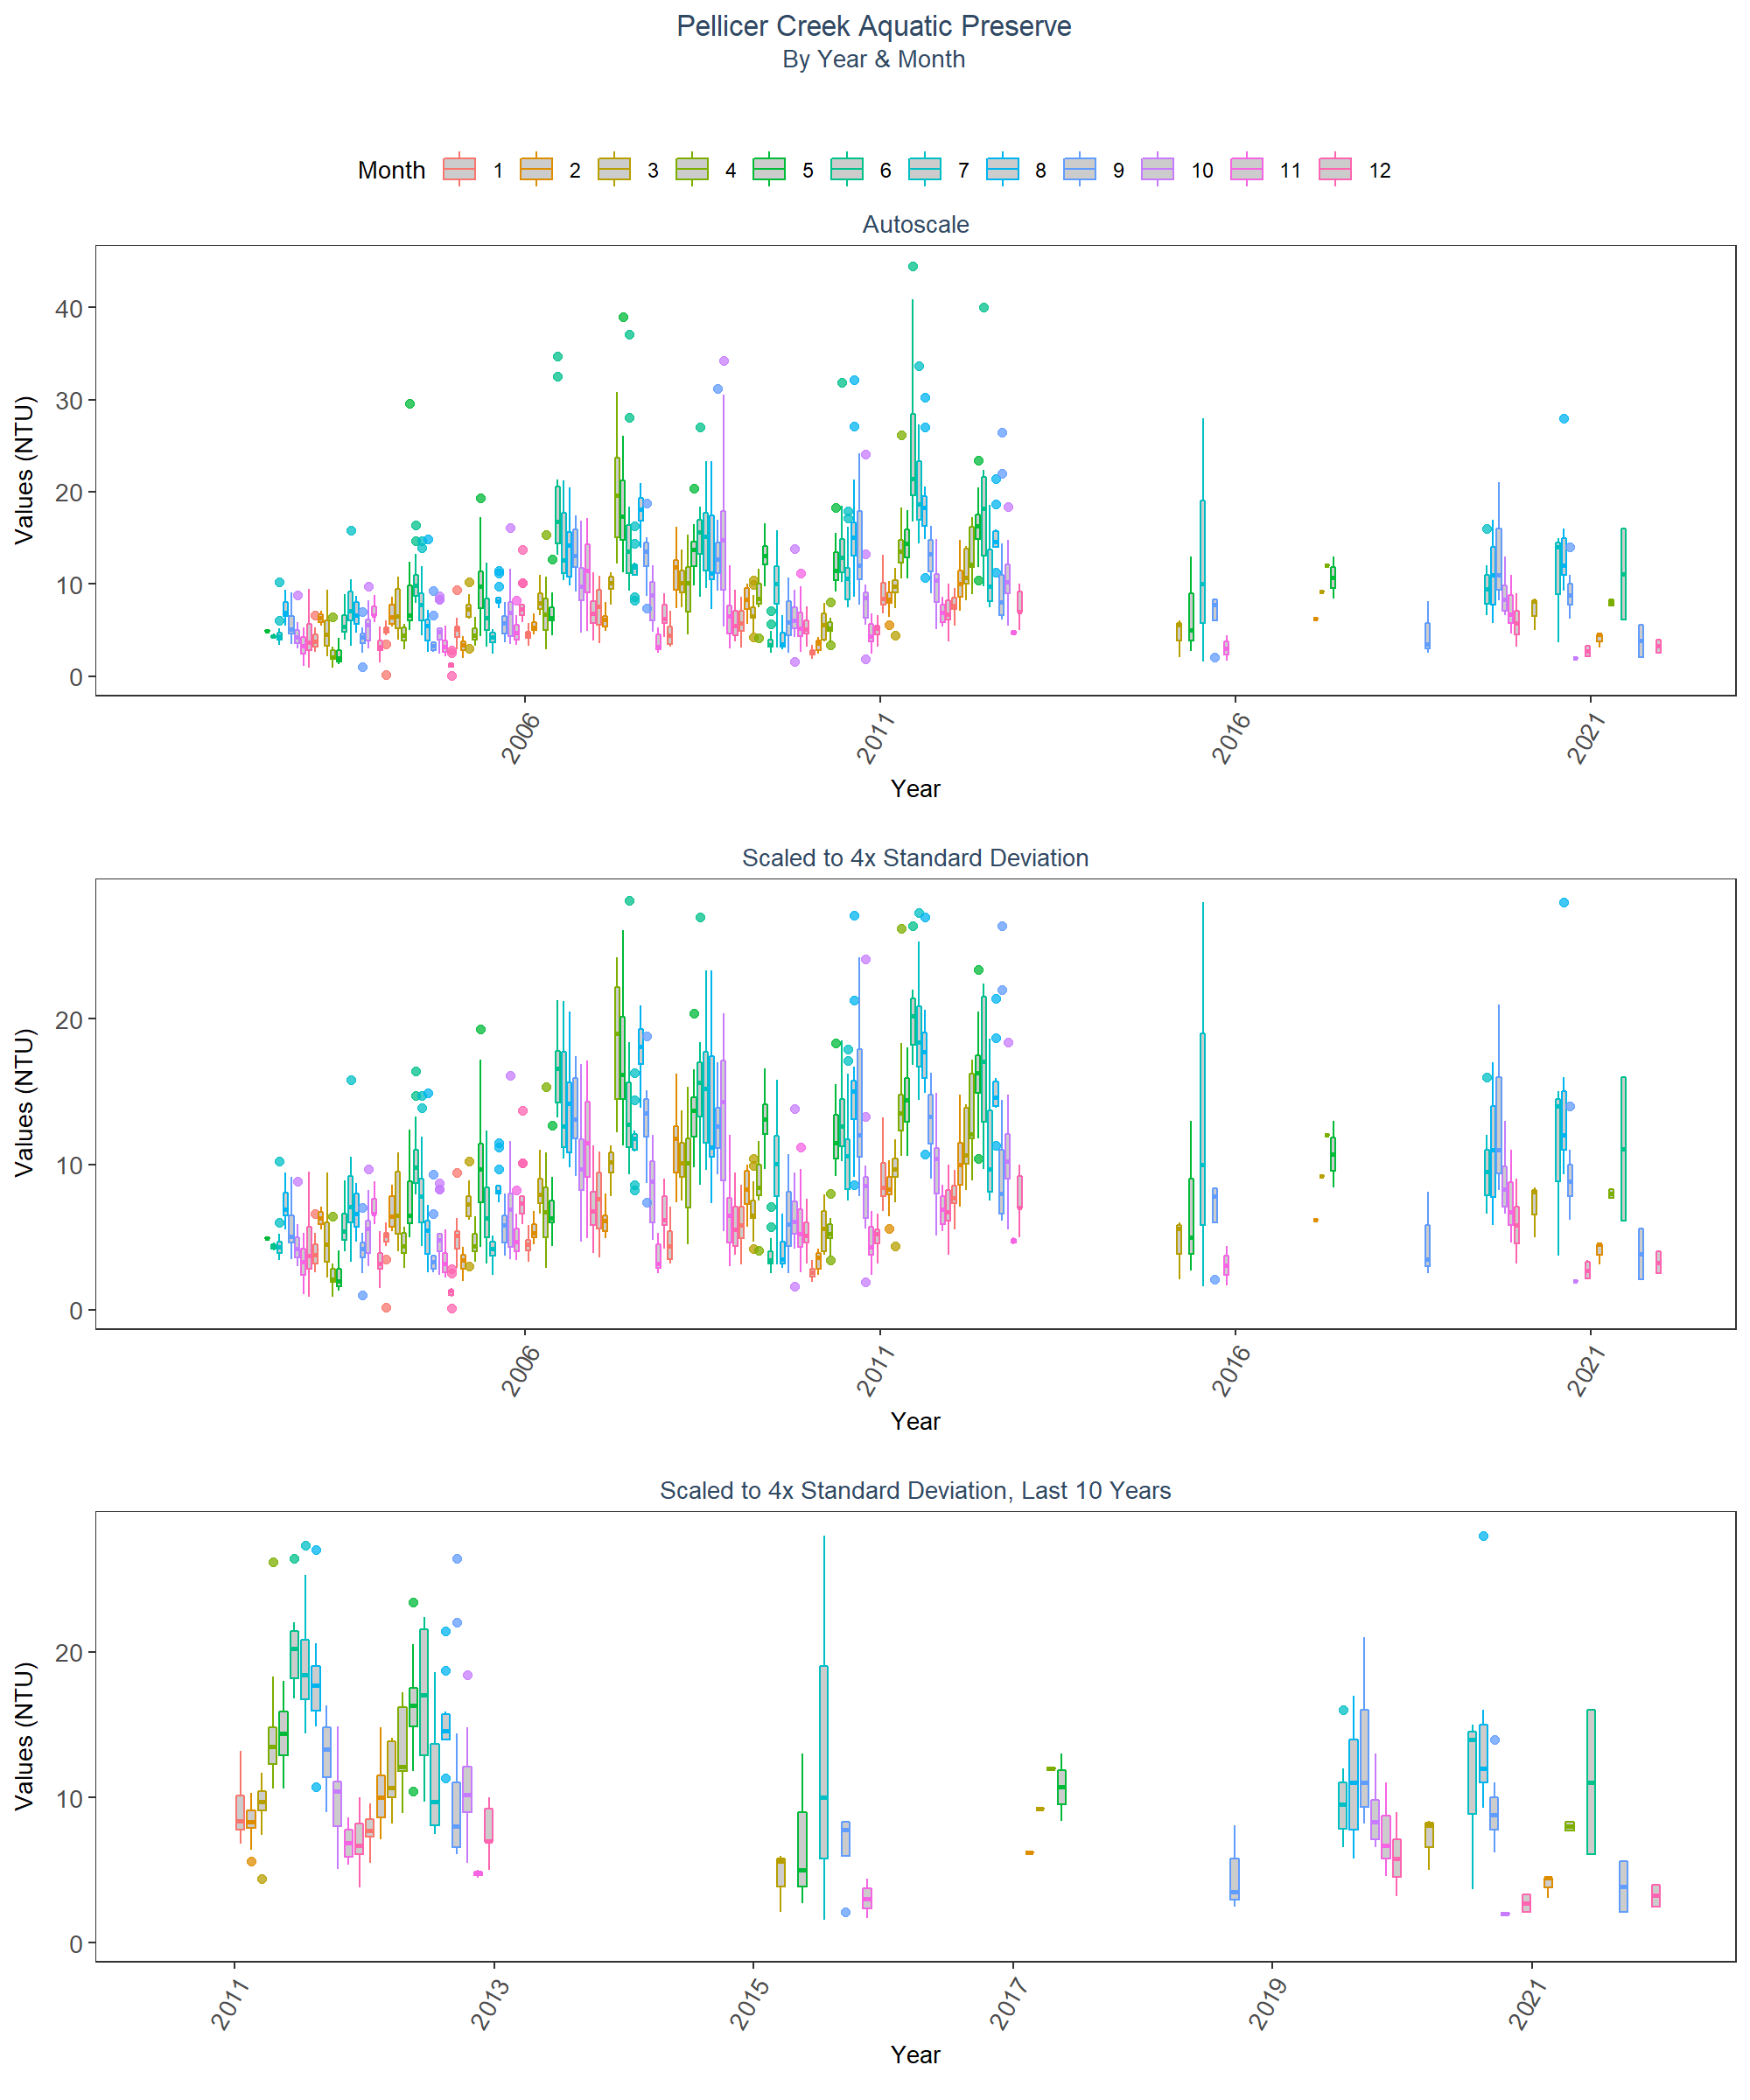 Pellicer Creek Aquatic Preserve
By Year & Month
Month 1 2 3 4 5 6 7 8 9 10 11 12
Autoscale
Values (NTU)
40
30
20
10
0
2006 2011 2016 2021
Year
Scaled to 4x Standard Deviation
Values (NTU)
20
10
0
2006 2011 2016 2021
Year
Scaled to 4x Standard Deviation, Last 10 Years
Values (NTU)
20
10
0
2011 2013 2015 2017 2019 2021
Year